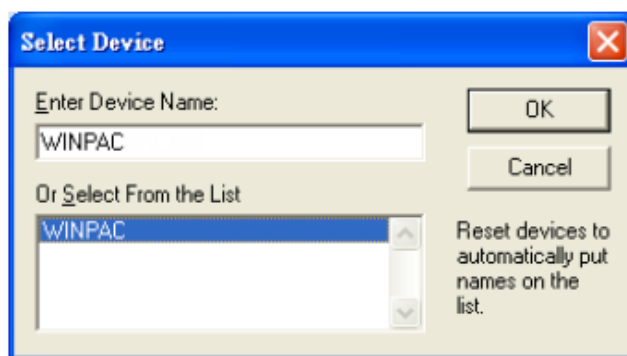 Select Device
Enter Device Name:
WINPAC
Or Select From the List
WINPAC
OK
Cancel
Reset devices to
automatically put
names on the
list.